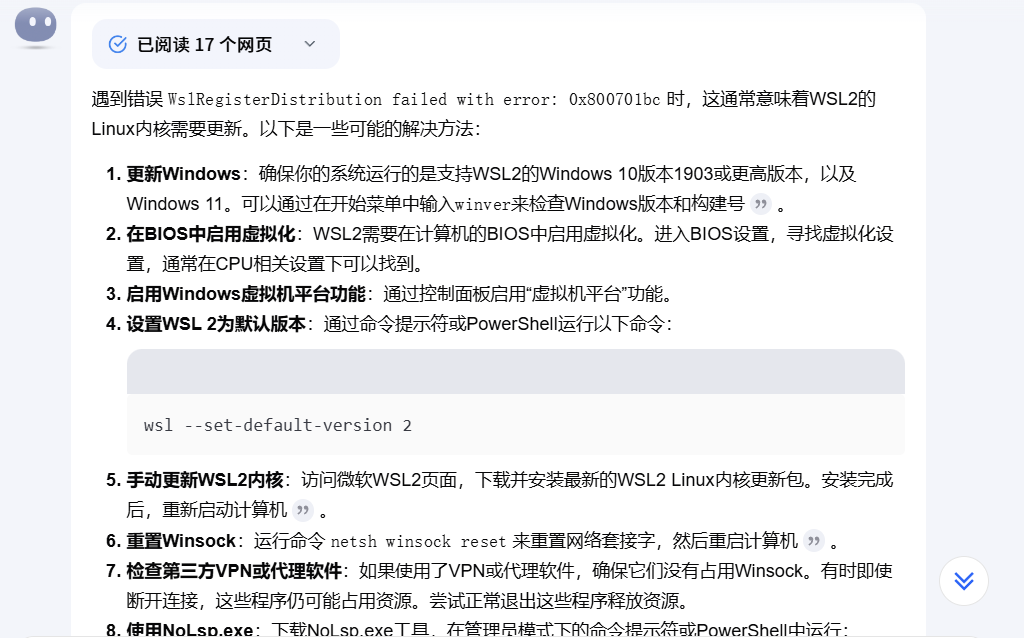 已阅读 17 个网页
遇到错误 WslRegisterDistribution failed with error: 0x800701bc 时，这通常意味着WSL2的
Linux内核需要更新。以下是一些可能的解决方法：
1. 更新Windows：确保你的系统运行的是支持WSL2的Windows 10版本1903或更高版本，以及
Windows 11。可以通过在开始菜单中输入winver来检查Windows版本和构建号 ” 。
2. 在BIOS中启用虚拟化：WSL2需要在计算机的BIOS中启用虚拟化。进入BIOS设置，寻找虚拟化设
置，通常在CPU相关设置下可以找到。
3. 启用Windows虚拟机平台功能：通过控制面板启用“虚拟机平台”功能。
4. 设置WSL 2为默认版本：通过命令提示符或PowerShell运行以下命令：
wsl --set-default-version 2
5. 手动更新WSL2内核：访问微软WSL2页面，下载并安装最新的WSL2 Linux内核更新包。安装完成
后，重新启动计算机 ” 。
6. 重置Winsock：运行命令 netsh winsock reset 来重置网络套接字，然后重启计算机 ” 。
7. 检查第三方VPN或代理软件：如果使用了VPN或代理软件，确保它们没有占用Winsock。有时即使
断开连接，这些程序仍可能占用资源。尝试正常退出这些程序释放资源。
8. 使用NoLsp.exe：下载NoLsp.exe工具，在管理员模式下的命令提示符或PowerShell中运行：